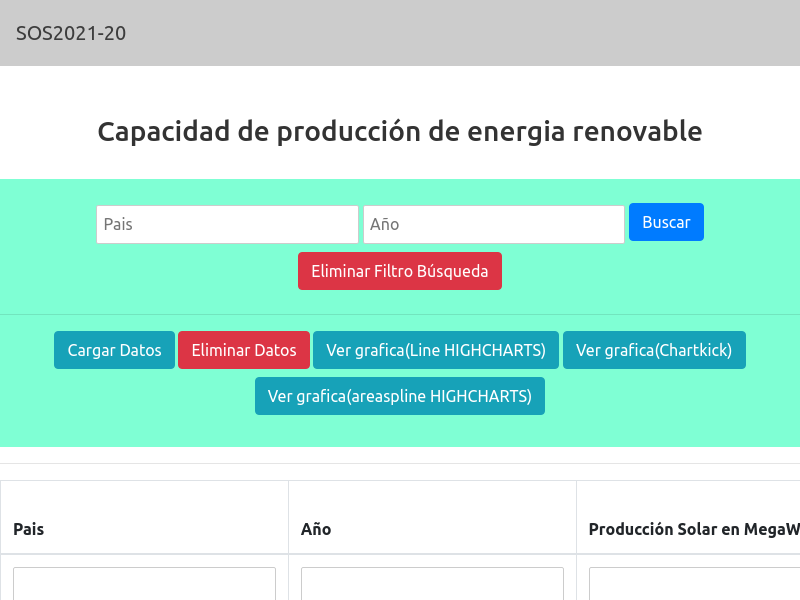 SOS2021-20
Capacidad de producción de energia renovable
Pais
Año
Buscar
Eliminar Filtro Búsqueda
Cargar Datos
Eliminar Datos
Ver grafica(Line HIGHCHARTS)
Ver grafica(Chartkick)
Ver grafica(areaspline HIGHCHARTS)
Pais
Año
Producción Solar en MegaW